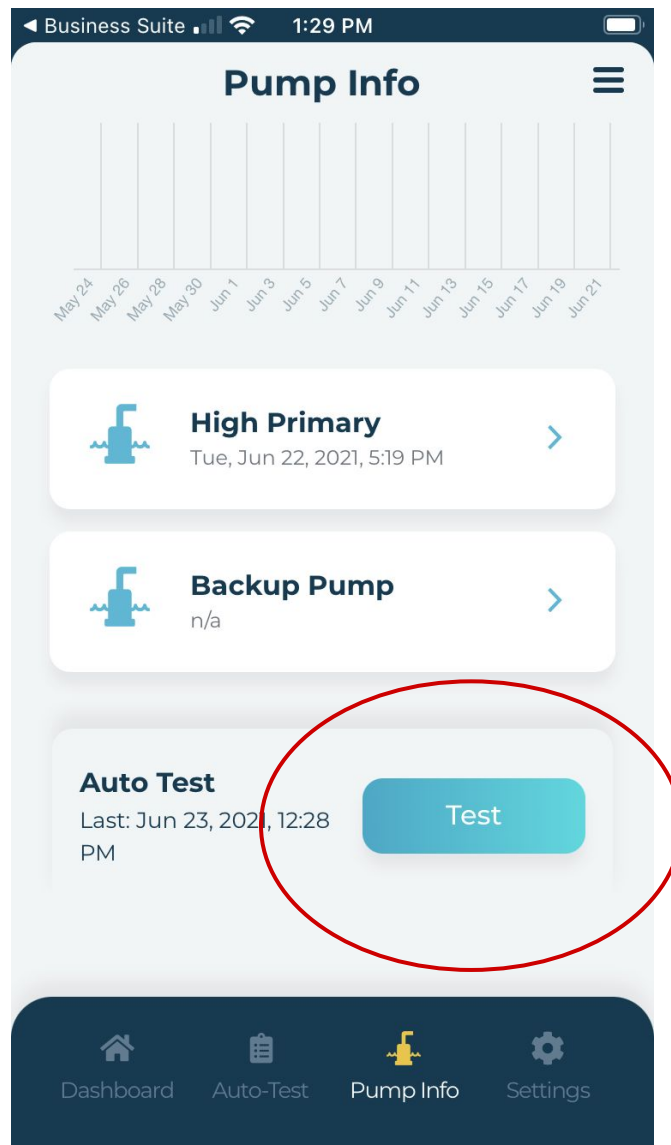 ◀ Business Suite 1:29 PM
Pump Info
May 24 May 26 May 28 May 30 Jun 1 Jun 3 Jun 5 Jun 7 Jun 9 Jun 11 Jun 13 Jun 15 Jun 17 Jun 19 Jun 21
High Primary
Tue, Jun 22, 2021, 5:19 PM
Backup Pump
n/a
Auto Test
Last: Jun 23, 2021, 12:28
PM
Test
Dashboard Auto-Test Pump Info Settings